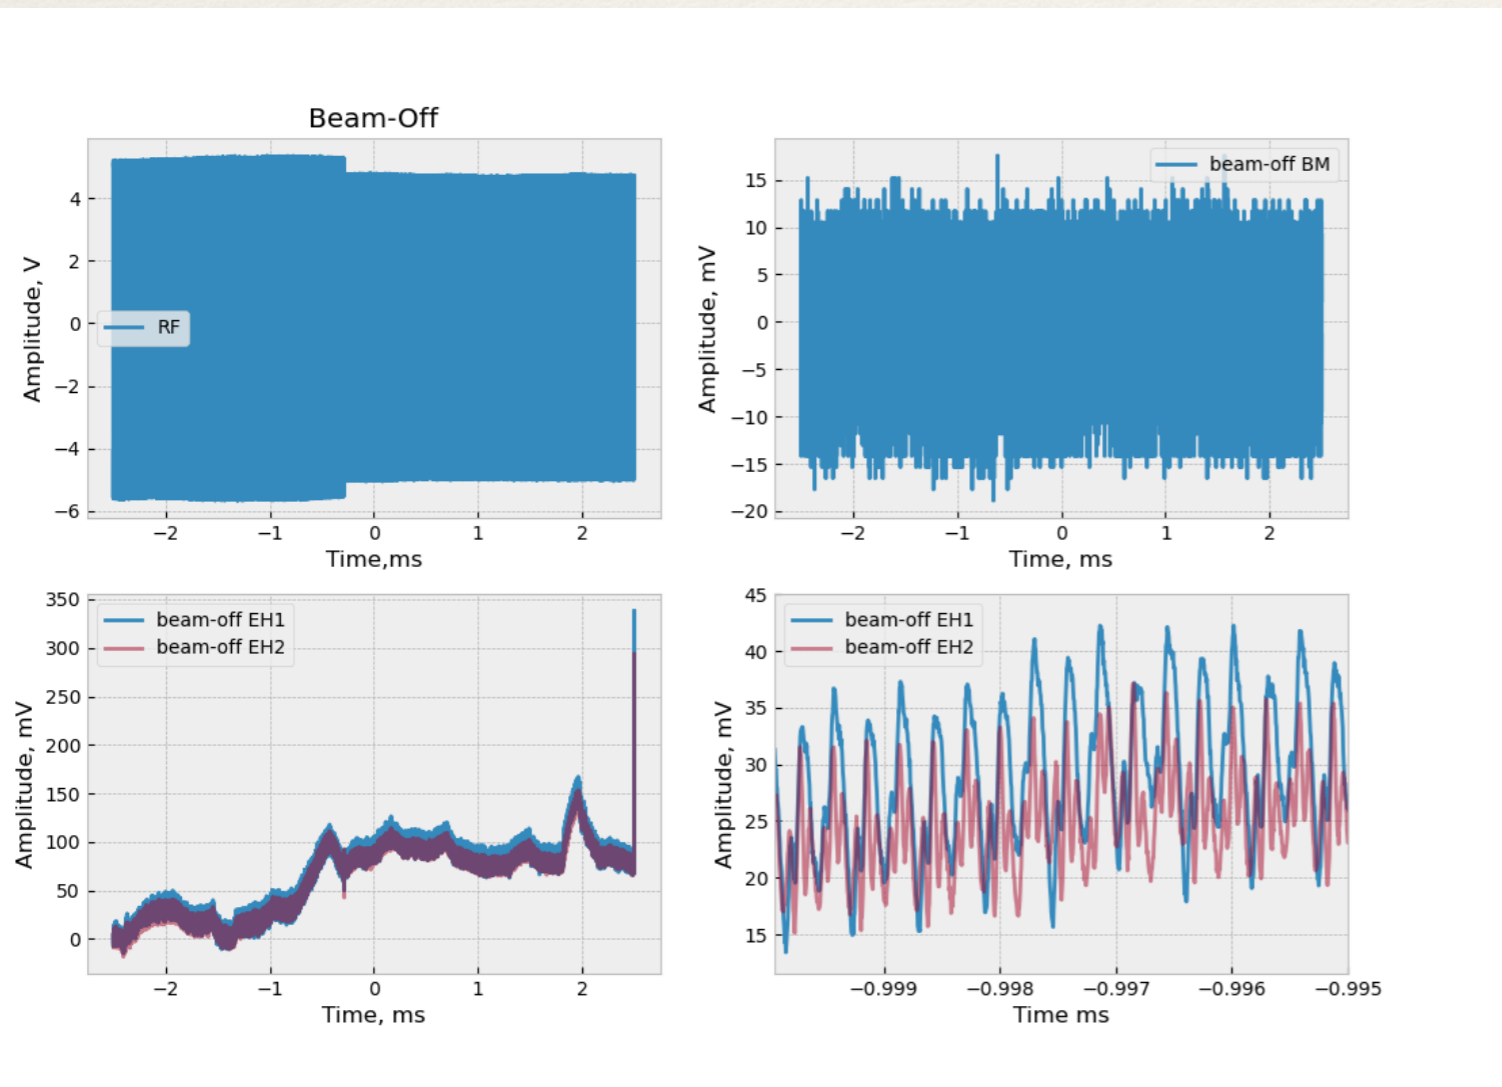 Beam-Off
Amplitude, V
4
2
0
−2
−4
−6
RF
−2 −1 0 1 2
Time,ms
Amplitude, mV
15
10
5
0
−5
−10
−15
−20
beam-off BM
−2 −1 0 1 2
Time, ms
Amplitude, mV
350
300
250
200
150
100
50
0
beam-off EH1
beam-off EH2
−2 −1 0 1 2
Time, ms
Amplitude, mV
45
40
35
30
25
20
15
beam-off EH1
beam-off EH2
−0.999 −0.998 −0.997 −0.996 −0.995
Time ms